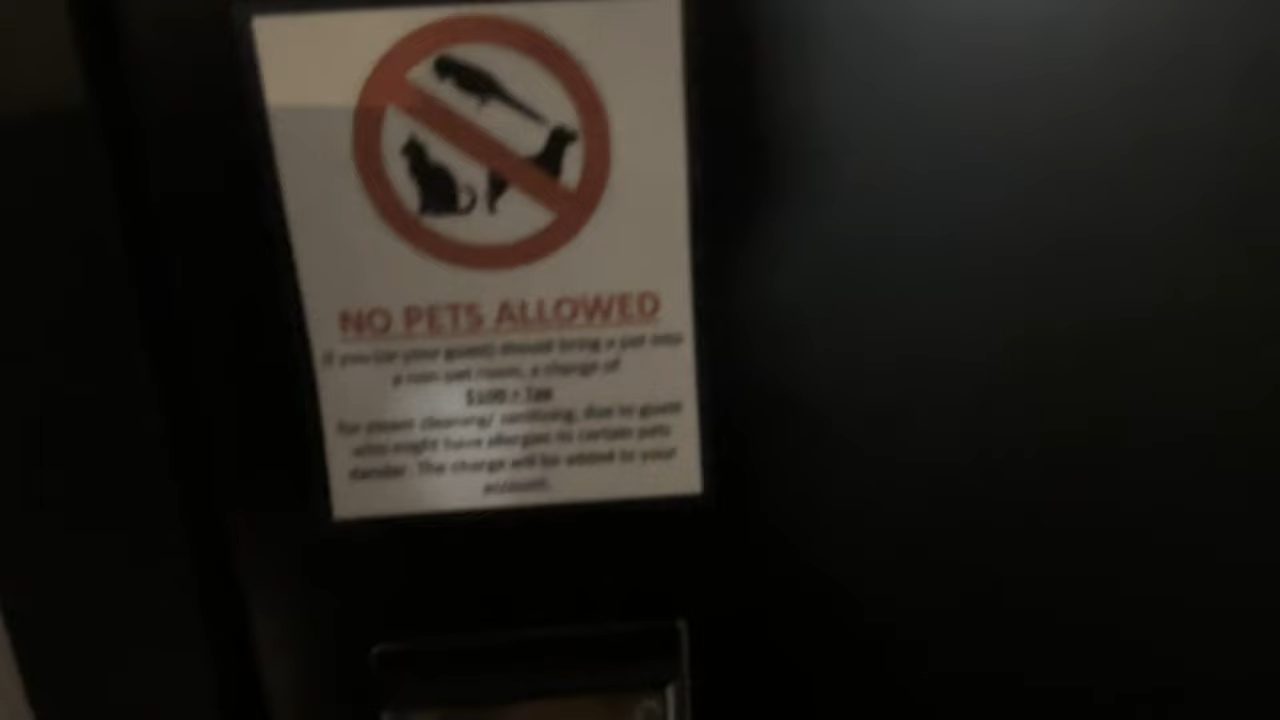 NO PETS ALLOWED
If you (or your guest) should bring a pet into
a non pet room, a charge of
$100 + Tax
for steam cleaning/ sanitizing, due to guests
who might have allergies to certain pets
dander. The charge will be added to your
account.